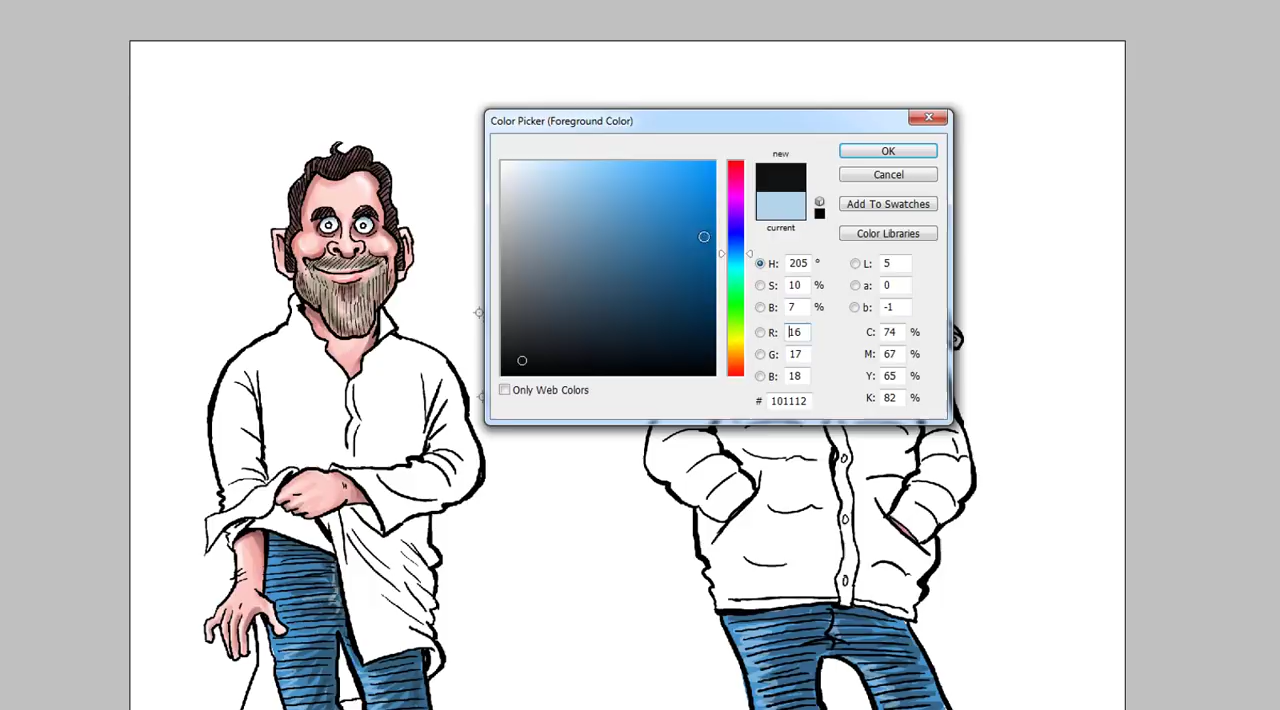 Color Picker (Foreground Color)
new
current
OK
Cancel
Add To Swatches
Color Libraries
H: 205 °
S: 10 %
B: 7 %
R: 16
G: 17
B: 18
# 101112
L: 5
a: 0
b: -1
C: 74 %
M: 67 %
Y: 65 %
K: 82 %
Only Web Colors